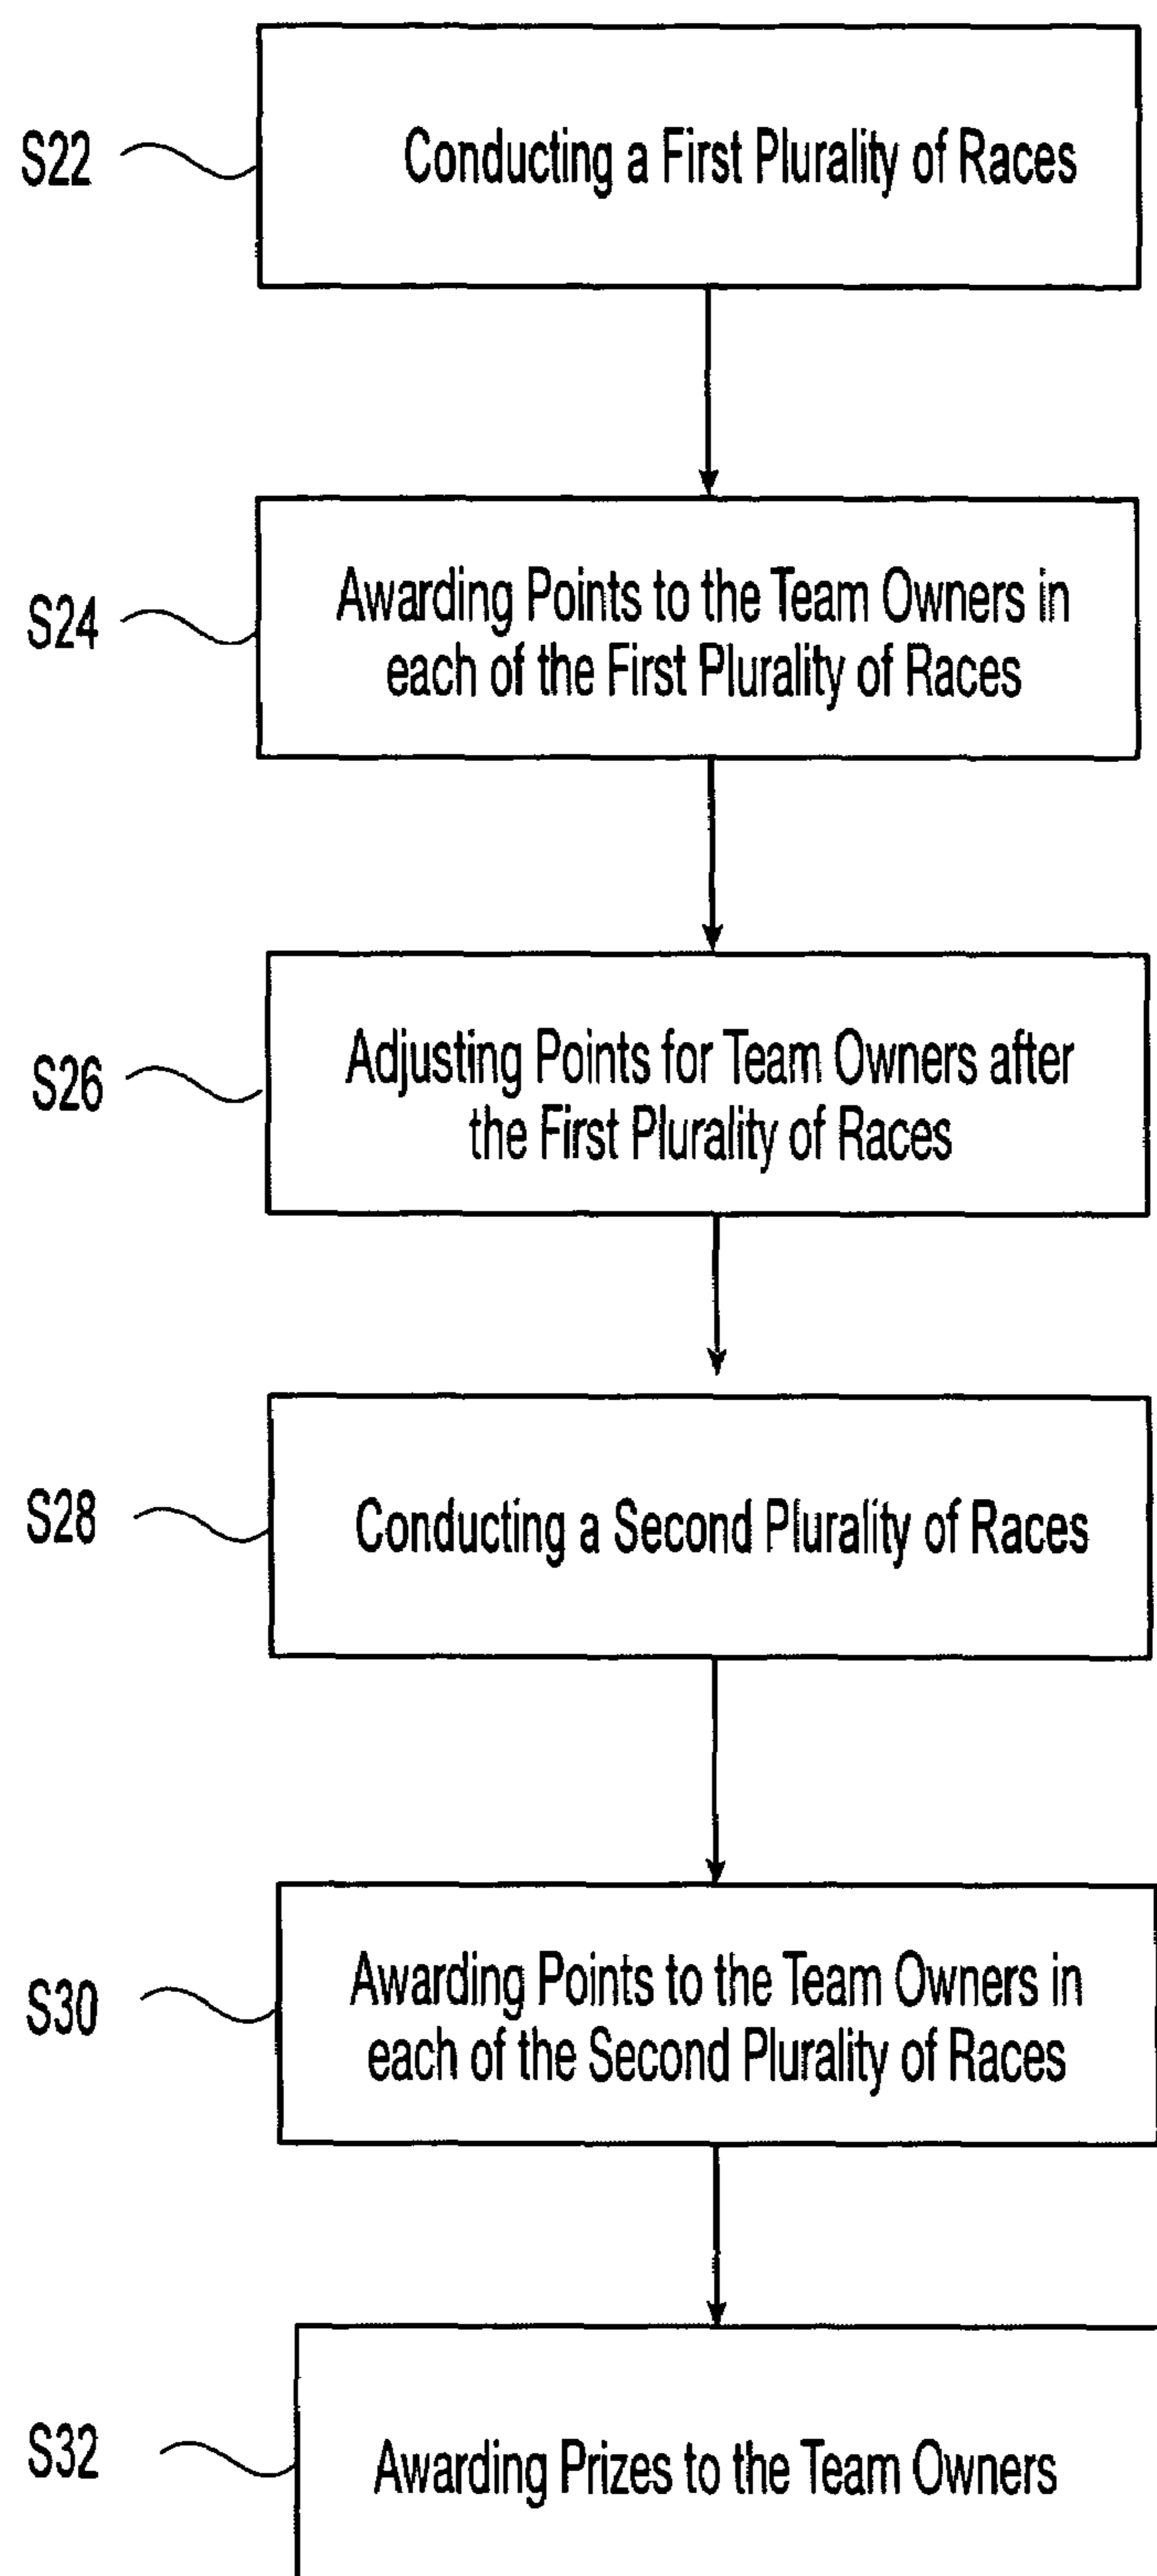 S22
Conducting a First Plurality of Races
S24
Awarding Points to the Team Owners in
each of the First Plurality of Races
S26
Adjusting Points for Team Owners after
the First Plurality of Races
S28
Conducting a Second Plurality of Races
S30
Awarding Points to the Team Owners in
each of the Second Plurality of Races
S32
Awarding Prizes to the Team Owners